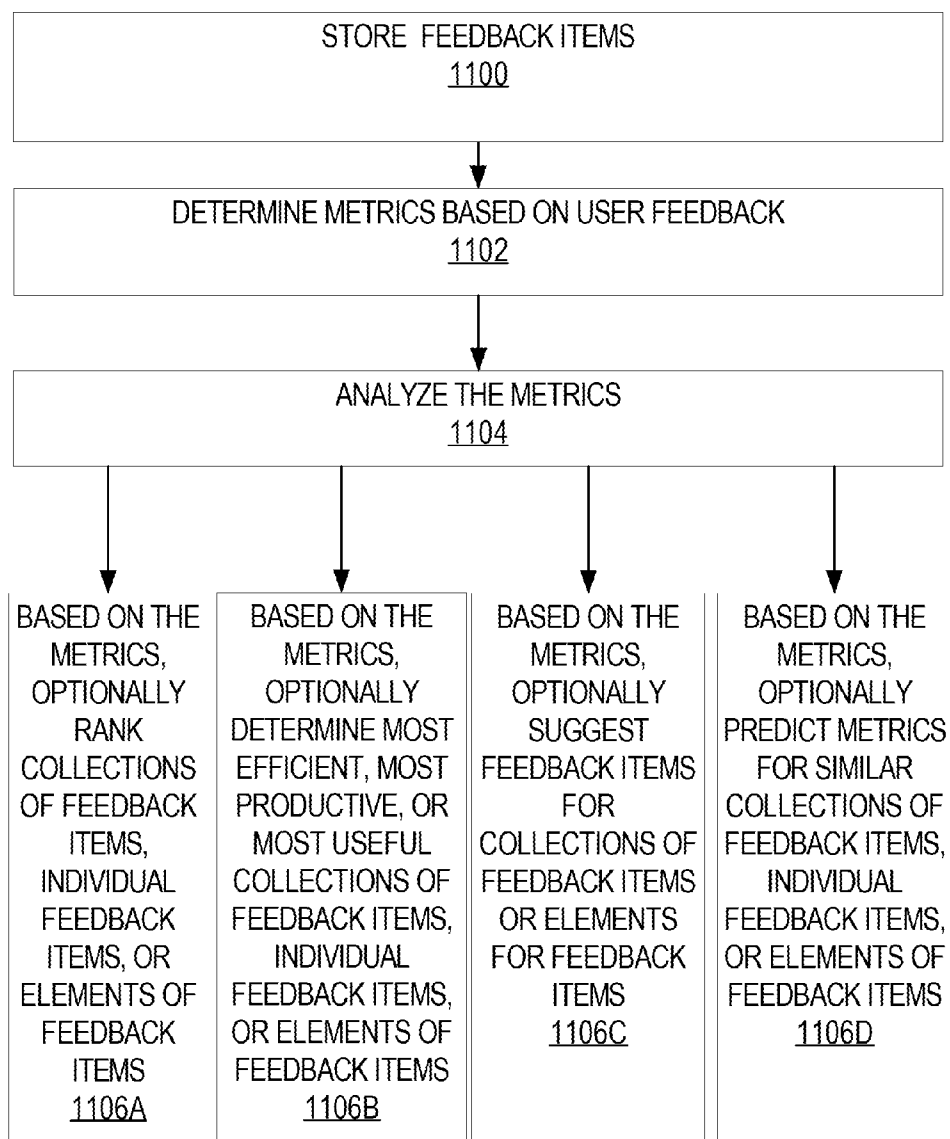 STORE FEEDBACK ITEMS
1100
DETERMINE METRICS BASED ON USER FEEDBACK
1102
ANALYZE THE METRICS
1104
BASED ON THE
METRICS,
OPTIONALLY
RANK
COLLECTIONS
OF FEEDBACK
ITEMS,
INDIVIDUAL
FEEDBACK
ITEMS, OR
ELEMENTS OF
FEEDBACK
ITEMS
1106A
BASED ON THE
METRICS,
OPTIONALLY
DETERMINE MOST
EFFICIENT, MOST
PRODUCTIVE, OR
MOST USEFUL
COLLECTIONS OF
FEEDBACK ITEMS,
INDIVIDUAL
FEEDBACK ITEMS,
OR ELEMENTS OF
FEEDBACK ITEMS
1106B
BASED ON THE
METRICS,
OPTIONALLY
SUGGEST
FEEDBACK ITEMS
FOR
COLLECTIONS OF
FEEDBACK ITEMS
OR ELEMENTS
FOR FEEDBACK
ITEMS
1106C
BASED ON THE
METRICS,
OPTIONALLY
PREDICT METRICS
FOR SIMILAR
COLLECTIONS OF
FEEDBACK ITEMS,
INDIVIDUAL
FEEDBACK ITEMS,
OR ELEMENTS OF
FEEDBACK ITEMS
1106D